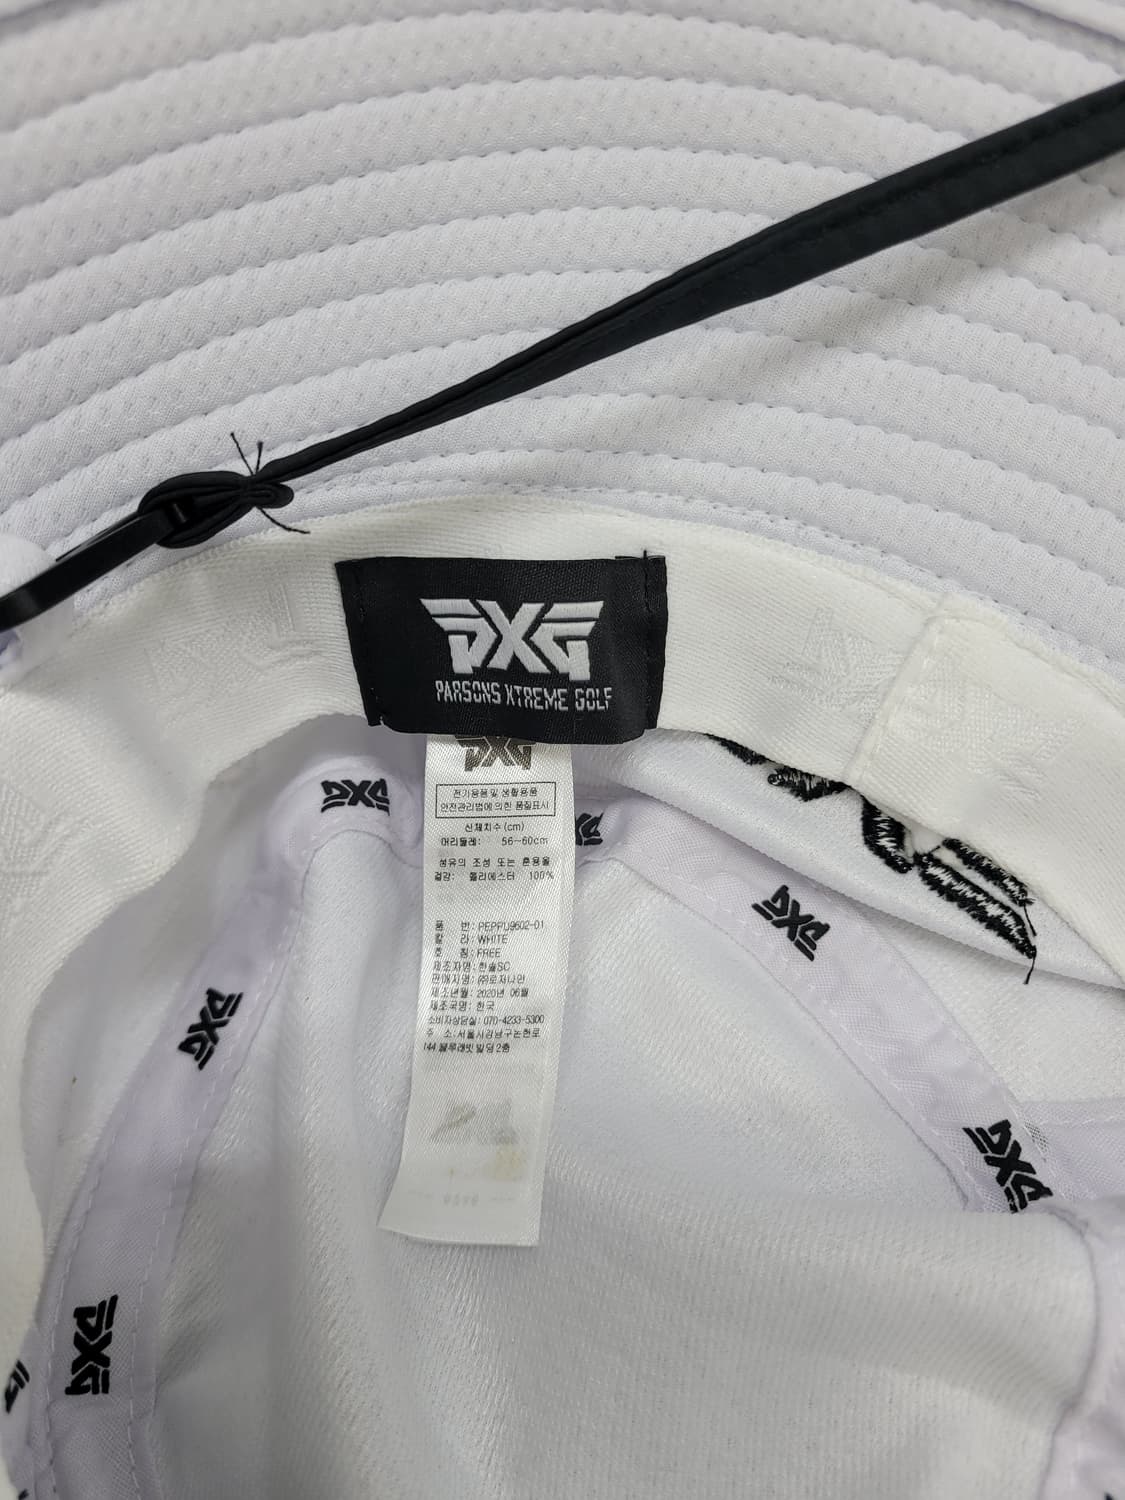 PXG
PARSONS XTREME GOLF
PXG
전기용품 및 생활용품
안전관리법에 의한 품질표시
신체치수(cm)
머리둘레: 56~60cm
섬유의 조성 또는 혼용율
겉감: 폴리에스터 100%
품 번: PEPPU9602-01
칼 라: WHITE
호 칭: FREE
제조자명: 한솔SC
판매자명: ㈜로저나인
제조년월: 2020년 06월
제조국명: 한국
소비자상담실: 070-4233-5300
주 소: 서울시강남구논현로
144 블루래빗 빌딩 2층
PXG
PXG
PXG
PXG
PXG
PXG